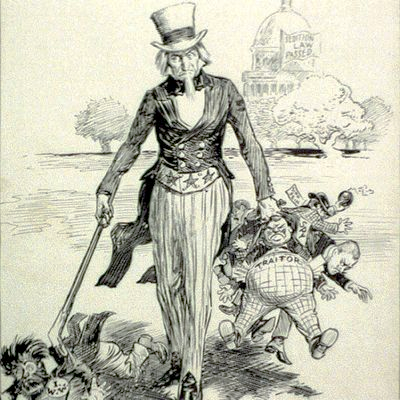 SEDITION
LAW
PASSED
TRAITOR
I.W.W.